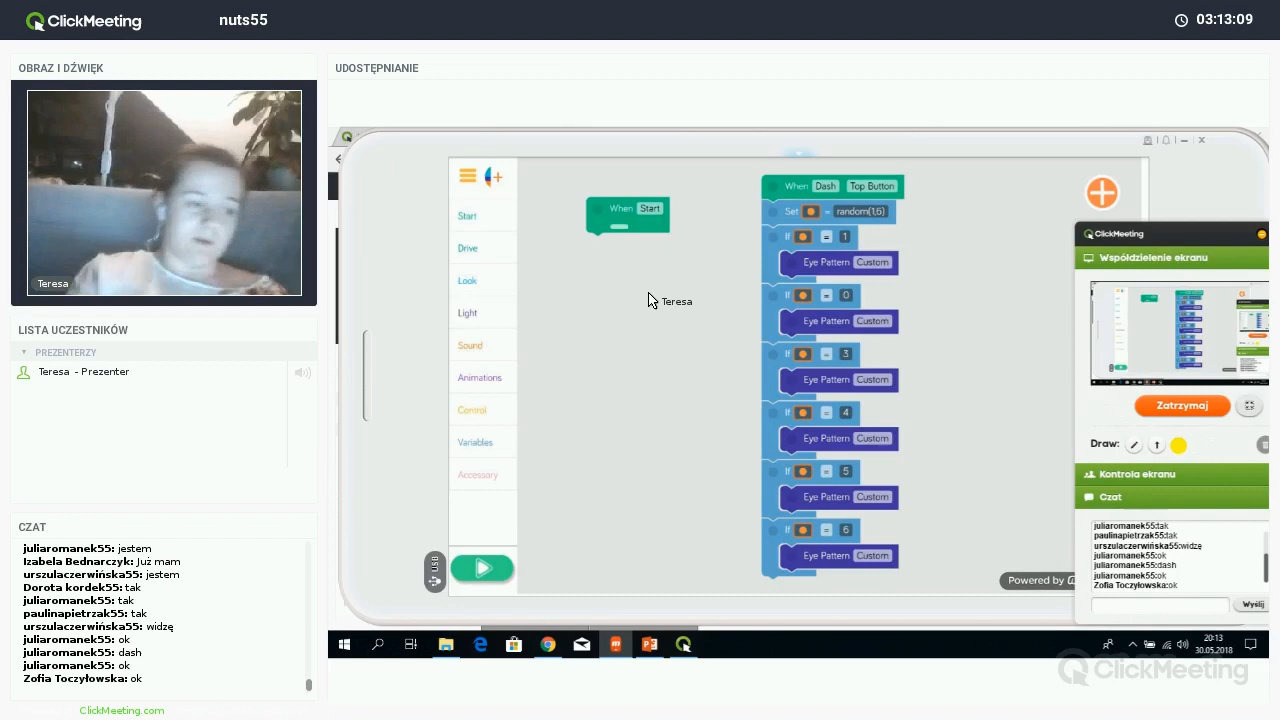 ClickMeeting
nuts55
03:13:09
OBRAZ I DŹWIĘK
Teresa
LISTA UCZESTNIKÓW
PREZENTERZY
Teresa - Prezenter
CZAT
juliaromanek55: jestem
Izabela Bednarczyk: Już mam
urszulaczerwińska55: jestem
Dorota kordek55: tak
juliaromanek55: tak
paulinapietrzak55: tak
urszulaczerwińska55: widzę
juliaromanek55: ok
juliaromanek55: dash
juliaromanek55: ok
Zofia Toczyłowska: ok
ClickMeeting.com
UDOSTĘPNIANIE
Start
Drive
Look
Light
Sound
Animations
Control
Variables
Accessory
USB
When Start
Teresa
When Dash Top Button
Set = random(1,6)
If = 1
Eye Pattern Custom
If = 0
Eye Pattern Custom
If = 3
Eye Pattern Custom
If = 4
Eye Pattern Custom
If = 5
Eye Pattern Custom
If = 6
Eye Pattern Custom
Powered by
ClickMeeting
Współdzielenie ekranu
Zatrzymaj
Draw:
Kontrola ekranu
Czat
juliaromanek55:tak
paulinapietrzak55:tak
urszulaczerwińska55:widzę
juliaromanek55:ok
juliaromanek55:dash
juliaromanek55:ok
Zofia Toczyłowska:ok
Wyślij
20:13
30.05.2018
ClickMeeting